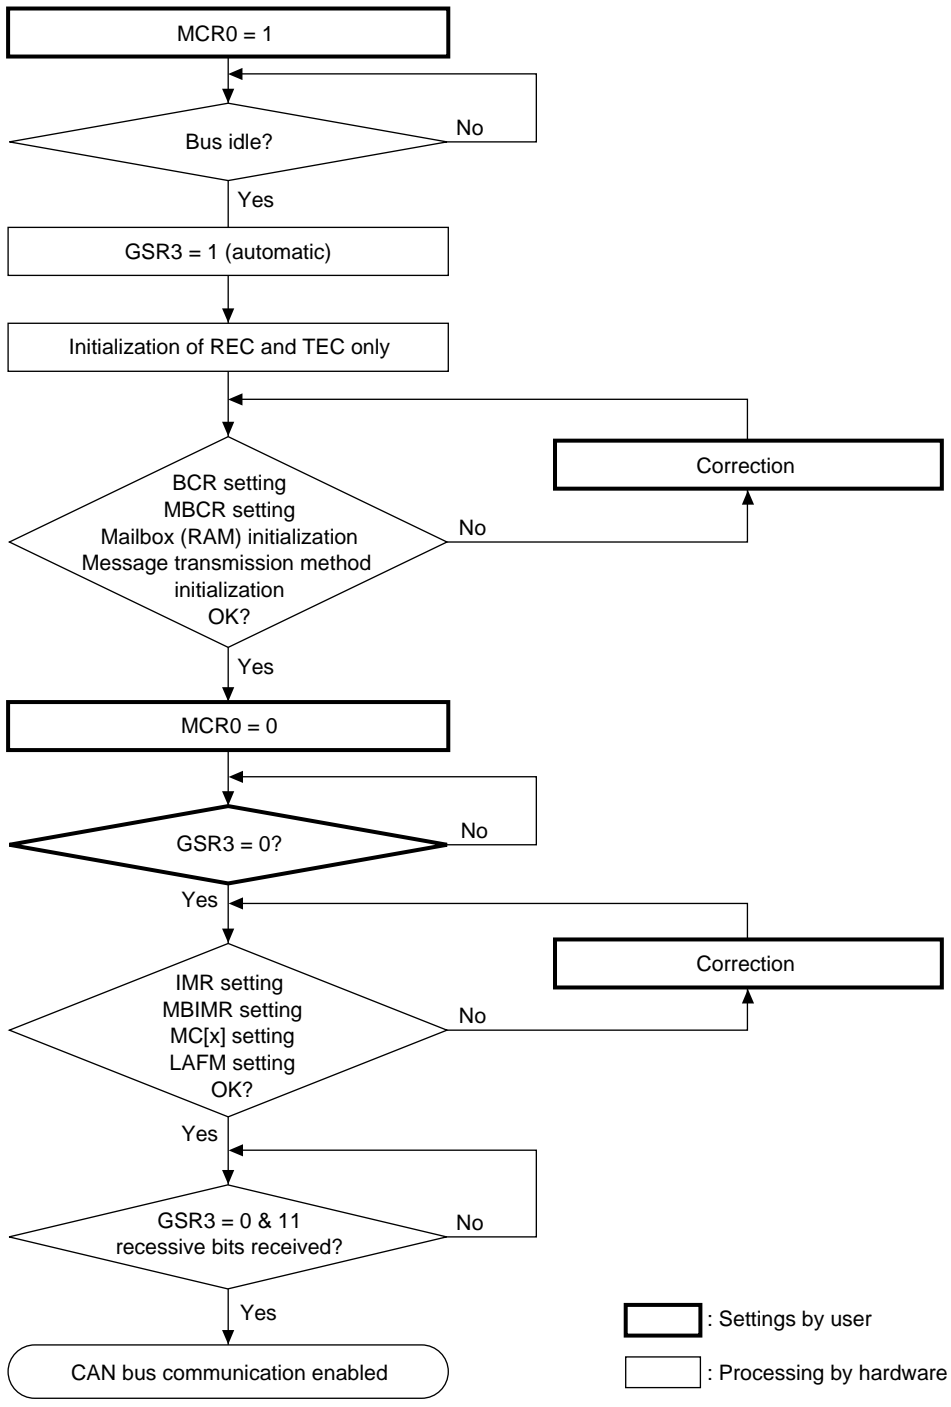 MCR0 = 1
Bus idle?
No
Yes
GSR3 = 1 (automatic)
Initialization of REC and TEC only
Correction
BCR setting
MBCR setting
Mailbox (RAM) initialization
Message transmission method
initialization
OK?
No
Yes
MCR0 = 0
GSR3 = 0?
No
Yes
Correction
IMR setting
MBIMR setting
MC[x] setting
LAFM setting
OK?
No
Yes
GSR3 = 0 & 11
recessive bits received?
No
Yes
CAN bus communication enabled
: Settings by user
: Processing by hardware